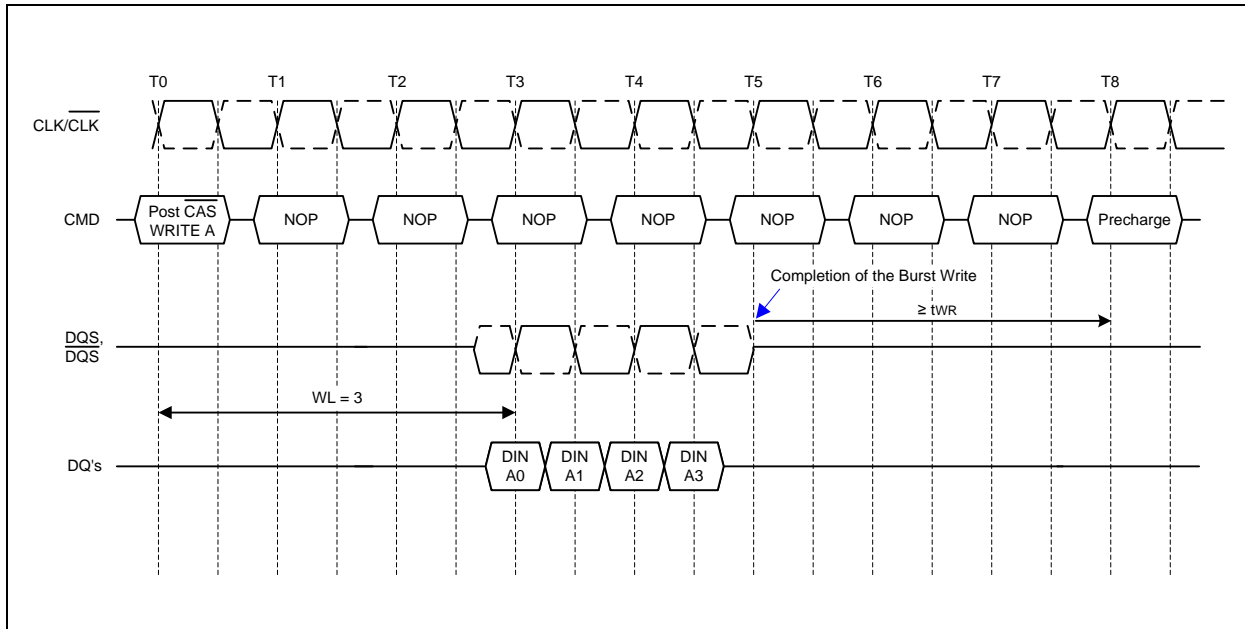 T0 T1 T2 T3 T4 T5 T6 T7 T8
CLK/CLK
CMD Post CAS WRITE A NOP NOP NOP NOP NOP NOP NOP Precharge
Completion of the Burst Write
≥ tWR
DQS,
DQS
WL = 3
DQ's DIN A0 DIN A1 DIN A2 DIN A3